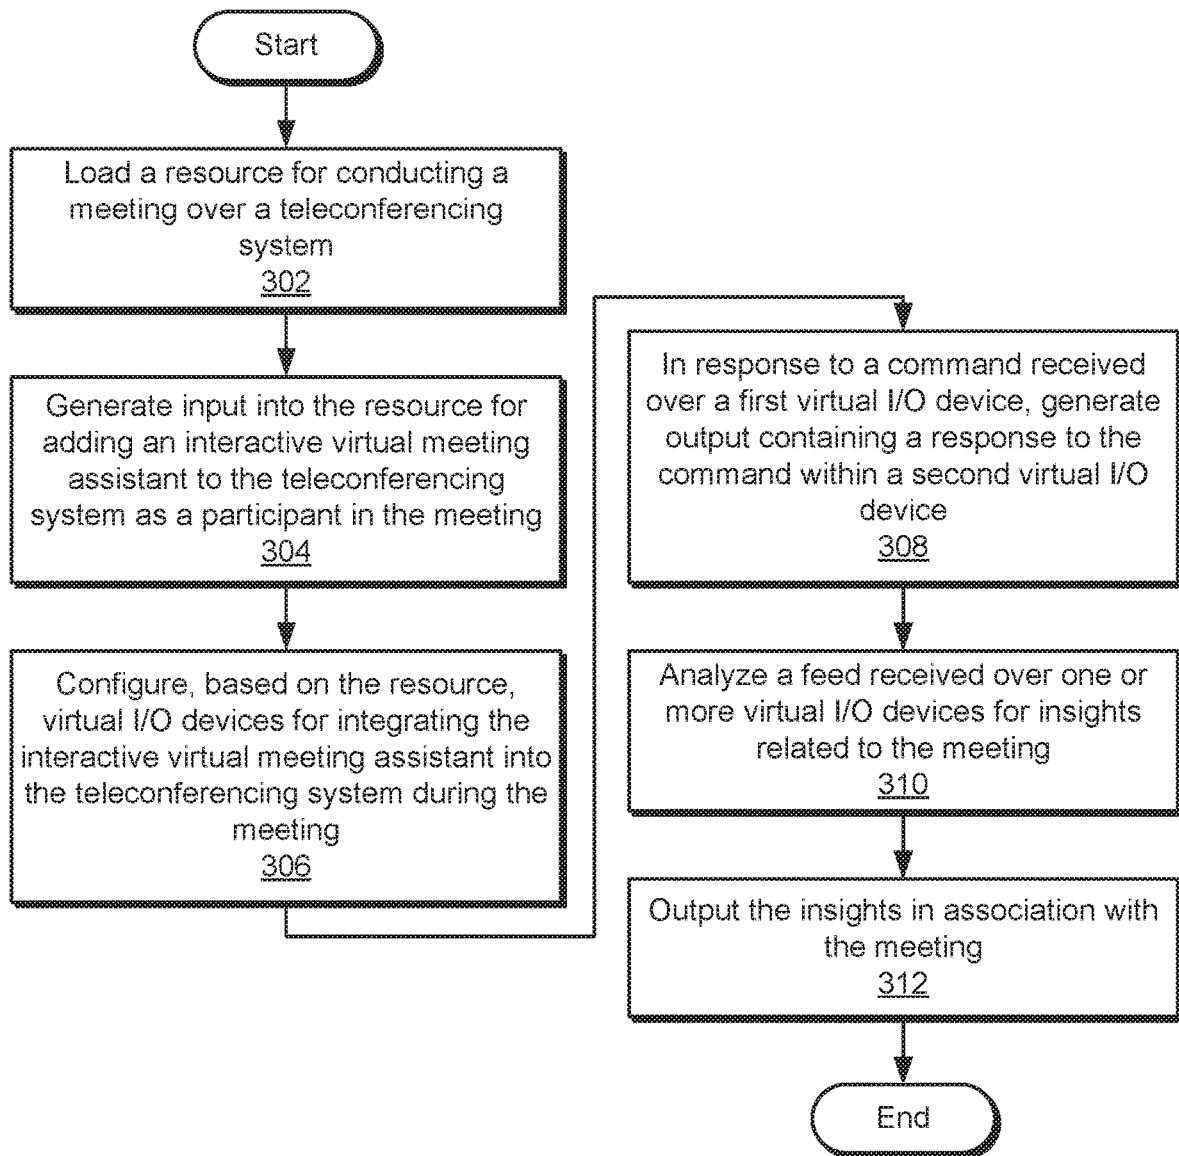 Start
Load a resource for conducting a
meeting over a teleconferencing
system
302
Generate input into the resource for
adding an interactive virtual meeting
assistant to the teleconferencing
system as a participant in the meeting
304
Configure, based on the resource,
virtual I/O devices for integrating the
interactive virtual meeting assistant into
the teleconferencing system during the
meeting
306
In response to a command received
over a first virtual I/O device, generate
output containing a response to the
command within a second virtual I/O
device
308
Analyze a feed received over one or
more virtual I/O devices for insights
related to the meeting
310
Output the insights in association with
the meeting
312
End